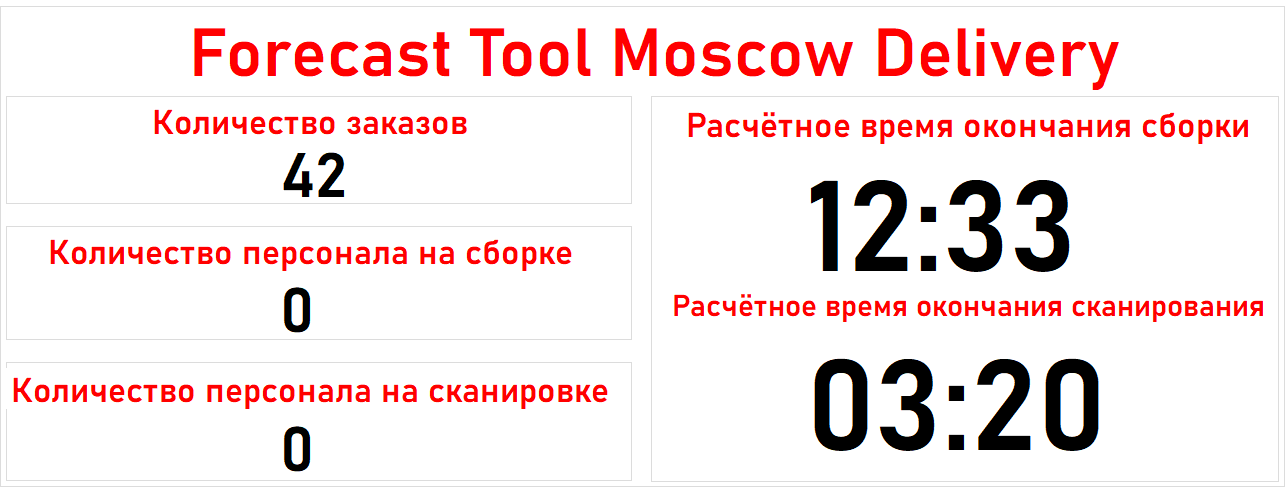 Forecast Tool Moscow Delivery
Количество заказов
42
Количество персонала на сборке
0
Количество персонала на сканировке
0
Расчётное время окончания сборки
12:33
Расчётное время окончания сканирования
03:20